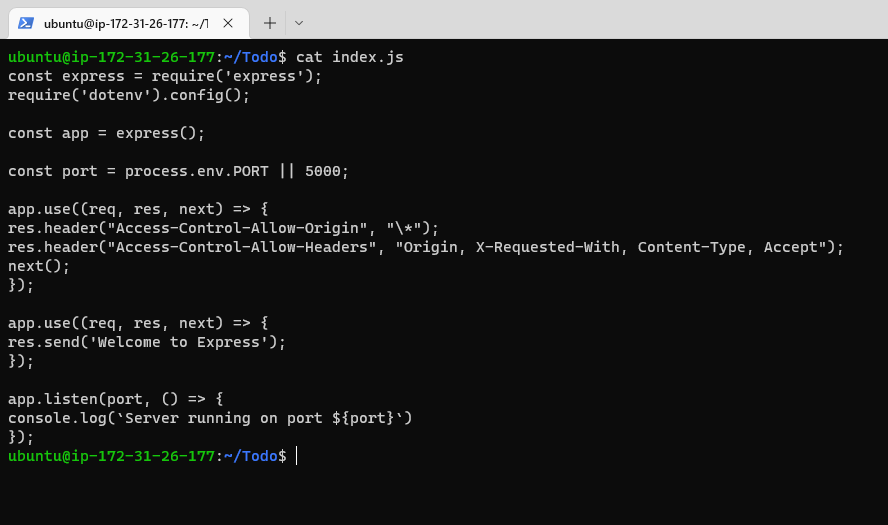 ubuntu@ip-172-31-26-177: ~/T
ubuntu@ip-172-31-26-177:~/Todo$ cat index.js
const express = require('express');
require('dotenv').config();

const app = express();

const port = process.env.PORT || 5000;

app.use((req, res, next) => {
res.header("Access-Control-Allow-Origin", "\*");
res.header("Access-Control-Allow-Headers", "Origin, X-Requested-With, Content-Type, Accept");
next();
});

app.use((req, res, next) => {
res.send('Welcome to Express');
});

app.listen(port, () => {
console.log(`Server running on port ${port}`)
});
ubuntu@ip-172-31-26-177:~/Todo$